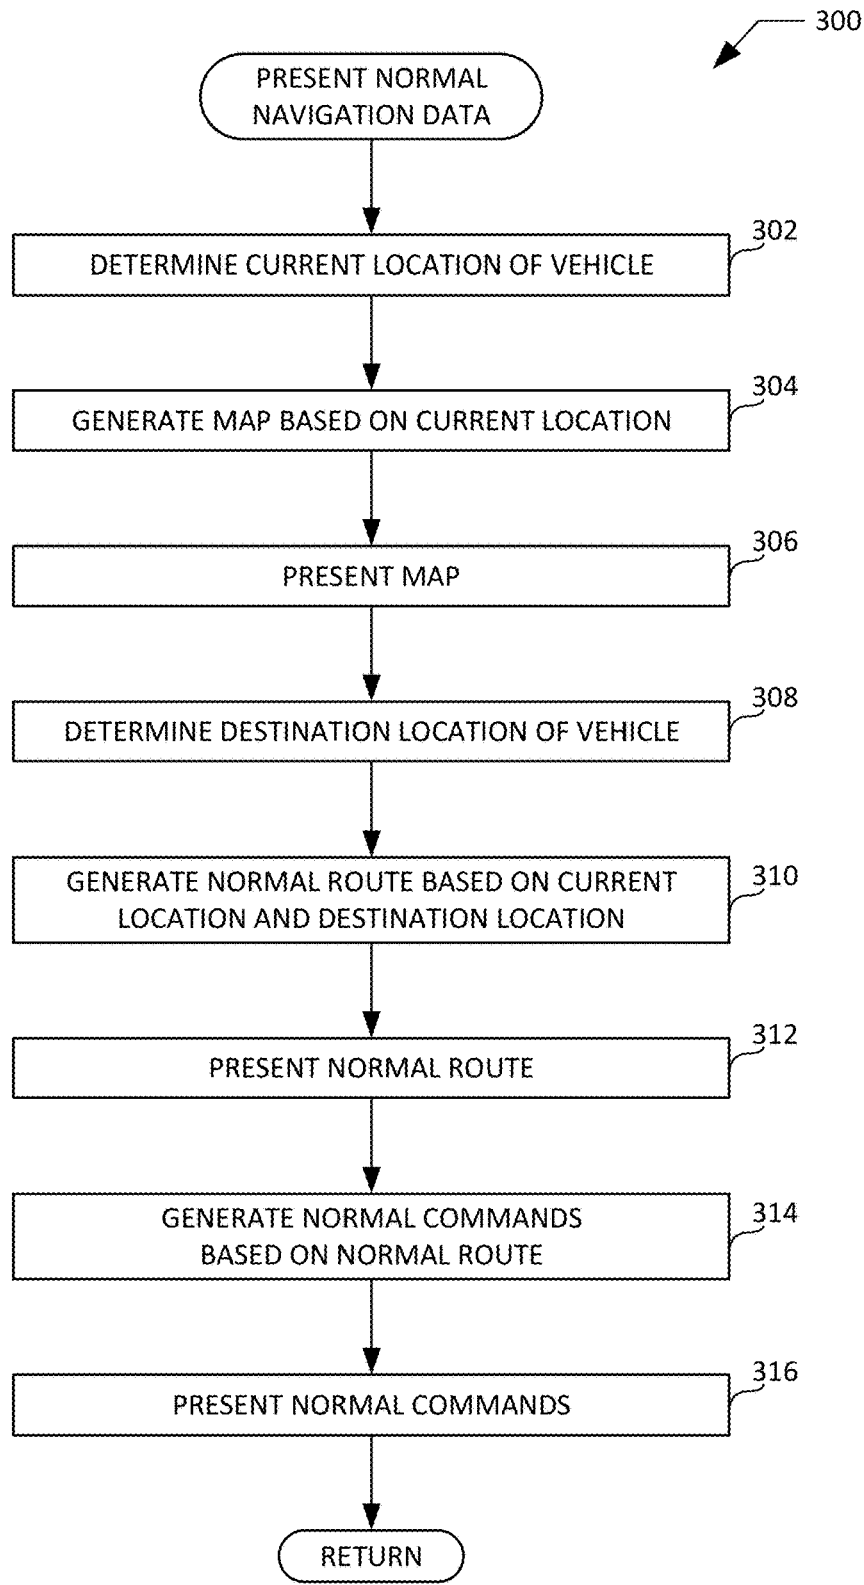 300
PRESENT NORMAL
NAVIGATION DATA
302
DETERMINE CURRENT LOCATION OF VEHICLE
304
GENERATE MAP BASED ON CURRENT LOCATION
306
PRESENT MAP
308
DETERMINE DESTINATION LOCATION OF VEHICLE
310
GENERATE NORMAL ROUTE BASED ON CURRENT
LOCATION AND DESTINATION LOCATION
312
PRESENT NORMAL ROUTE
314
GENERATE NORMAL COMMANDS
BASED ON NORMAL ROUTE
316
PRESENT NORMAL COMMANDS
RETURN